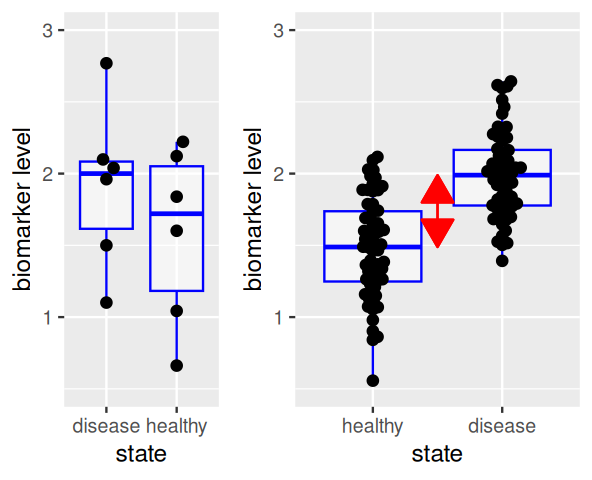 3
2
1
biomarker level
disease healthy
state
3
2
1
biomarker level
healthy disease
state